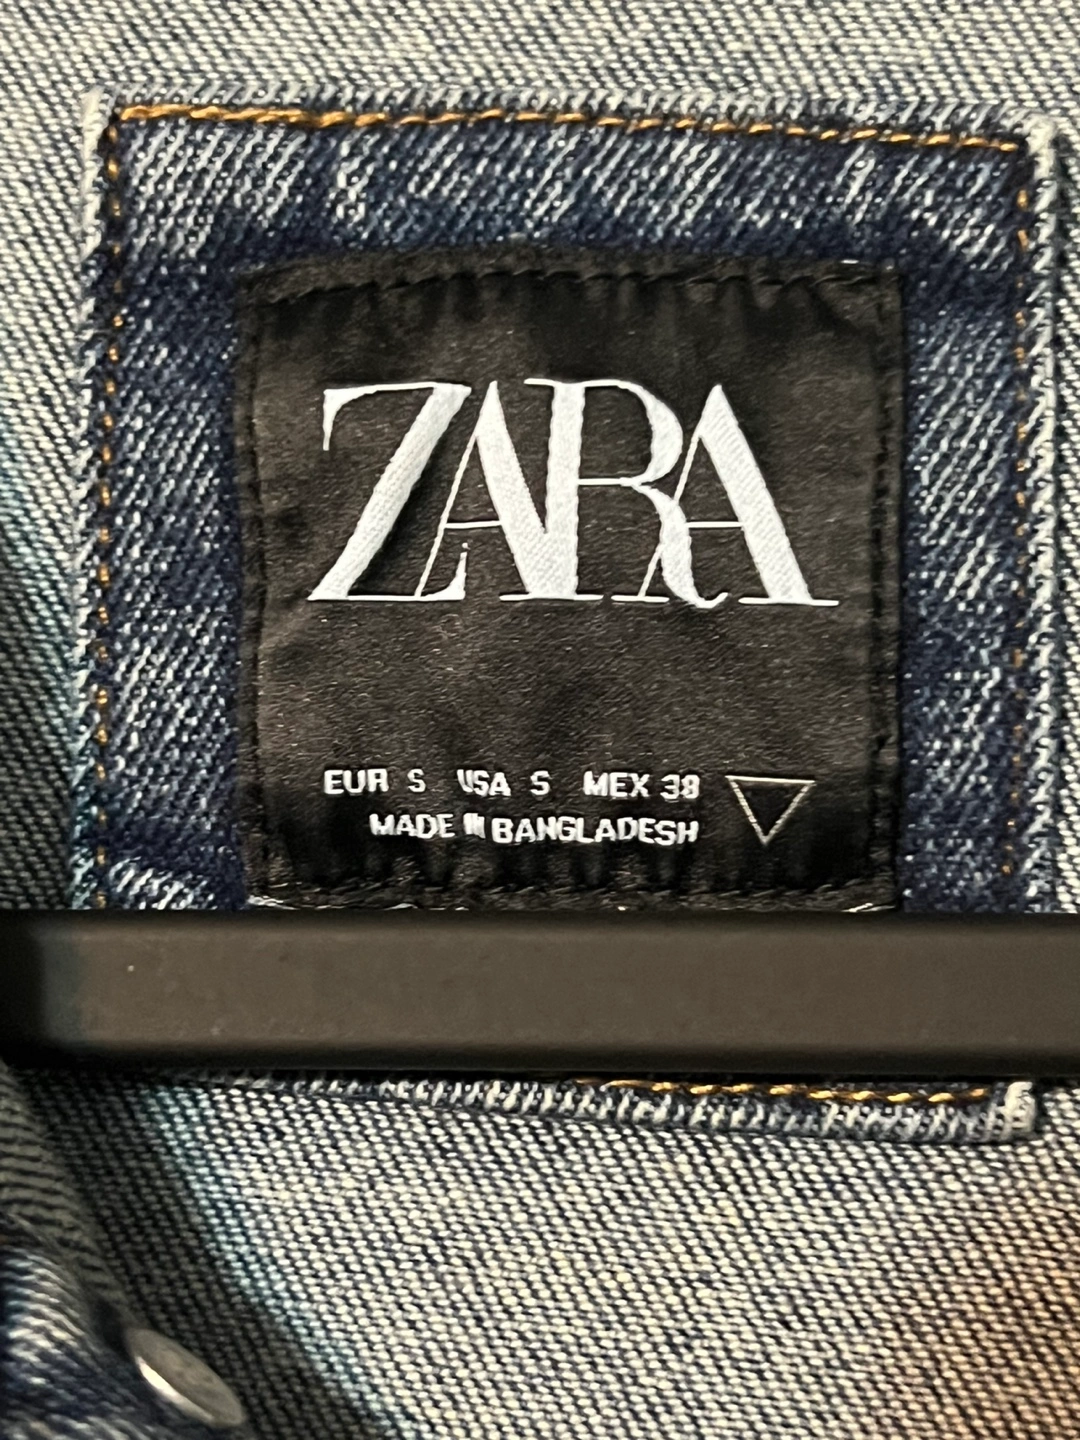 ZARA
EUR S USA S MEX 38
MADE IN BANGLADESH